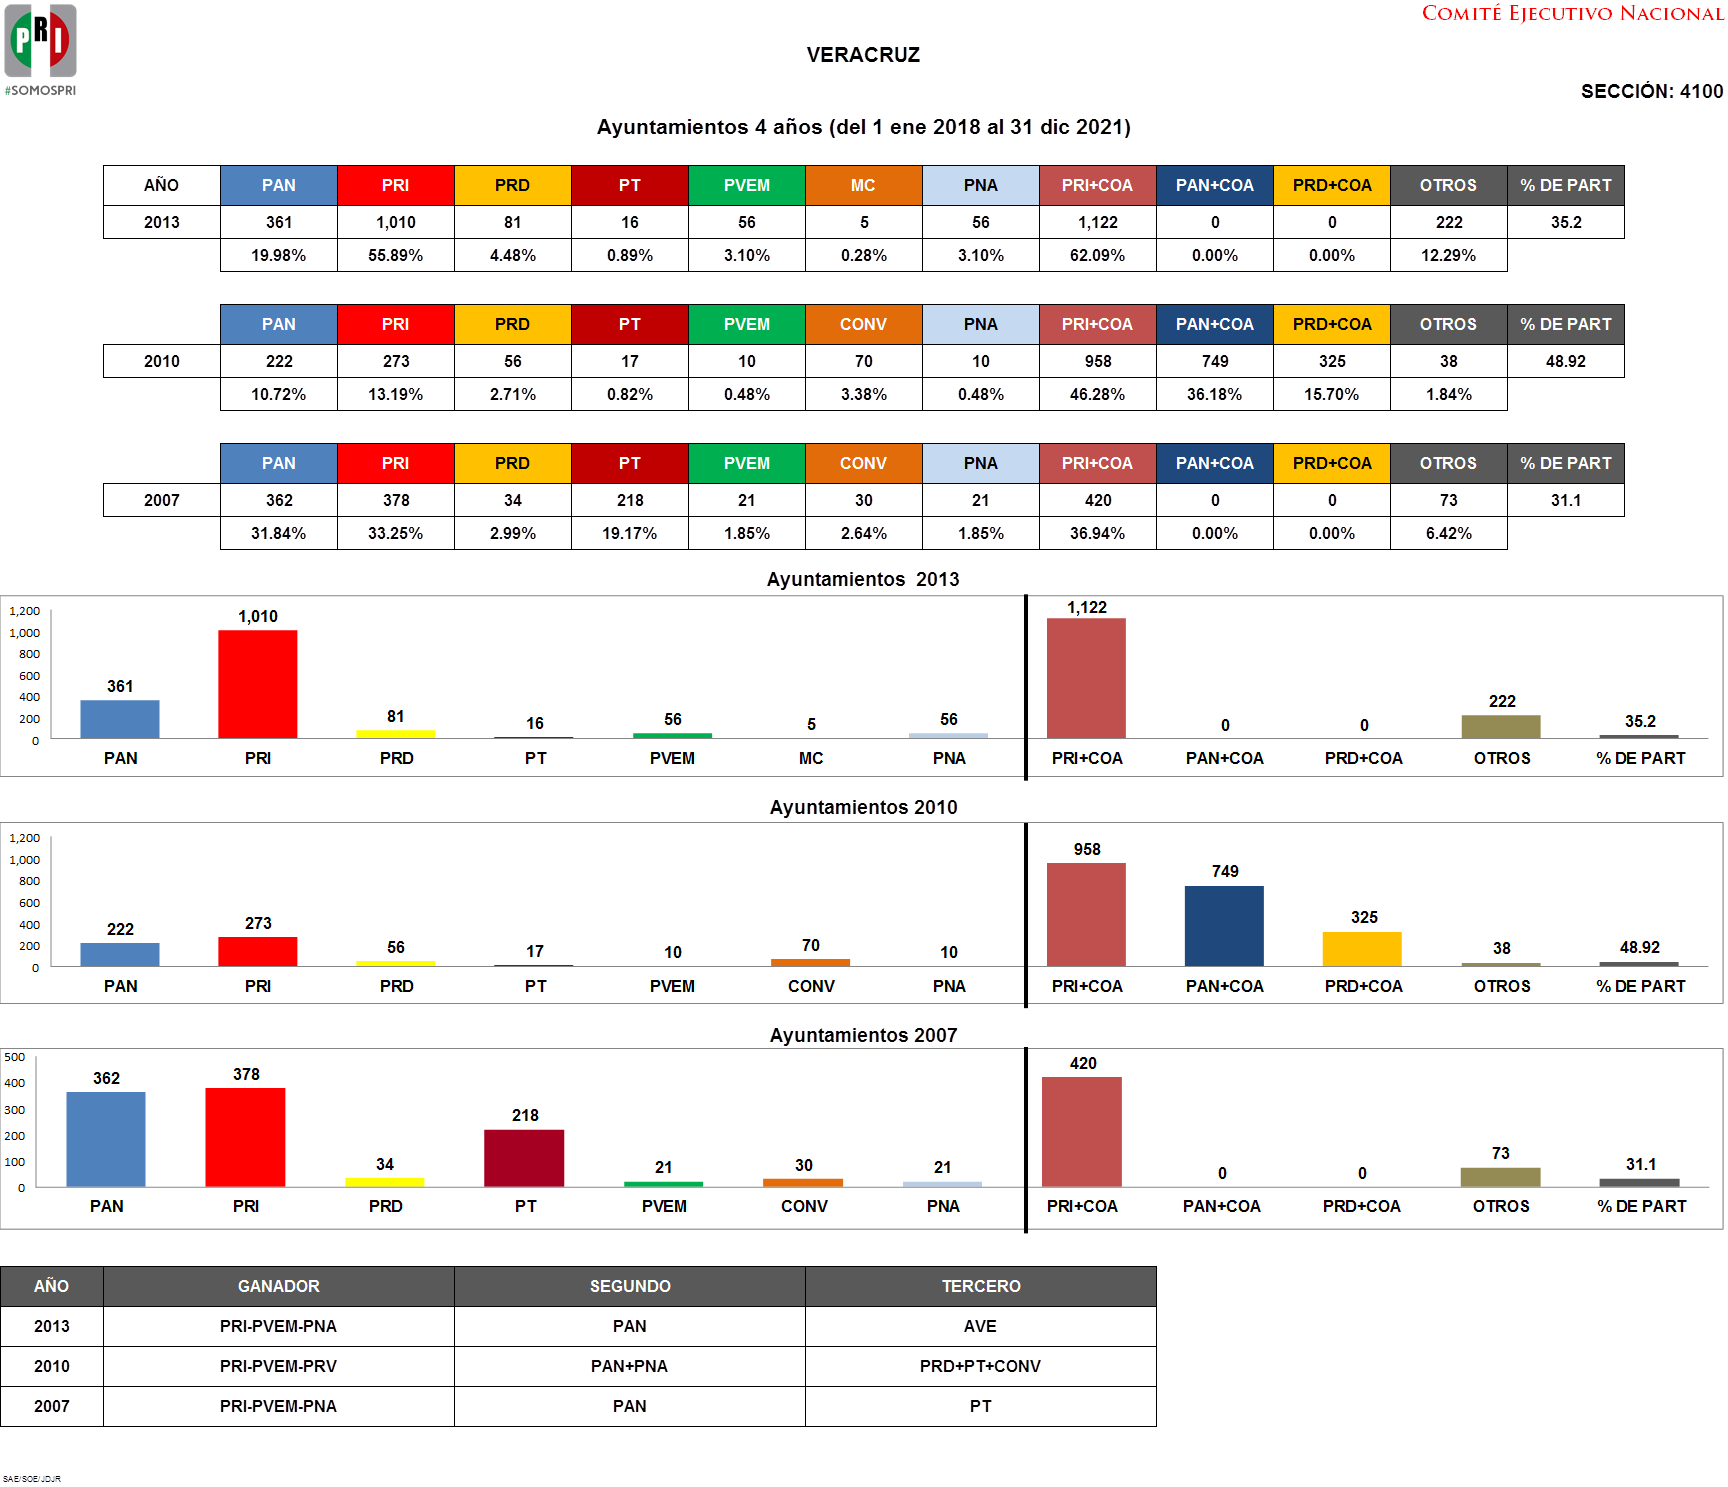 PRI
#SOMOSPRI
COMITÉ EJECUTIVO NACIONAL
VERACRUZ
SECCIÓN: 4100
Ayuntamientos 4 años (del 1 ene 2018 al 31 dic 2021)
AÑO PAN PRI PRD PT PVEM MC PNA PRI+COA PAN+COA PRD+COA OTROS % DE PART
2013 361 1,010 81 16 56 5 56 1,122 0 0 222 35.2
19.98% 55.89% 4.48% 0.89% 3.10% 0.28% 3.10% 62.09% 0.00% 0.00% 12.29%
PAN PRI PRD PT PVEM CONV PNA PRI+COA PAN+COA PRD+COA OTROS % DE PART
2010 222 273 56 17 10 70 10 958 749 325 38 48.92
10.72% 13.19% 2.71% 0.82% 0.48% 3.38% 0.48% 46.28% 36.18% 15.70% 1.84%
PAN PRI PRD PT PVEM CONV PNA PRI+COA PAN+COA PRD+COA OTROS % DE PART
2007 362 378 34 218 21 30 21 420 0 0 73 31.1
31.84% 33.25% 2.99% 19.17% 1.85% 2.64% 1.85% 36.94% 0.00% 0.00% 6.42%
Ayuntamientos 2013
1,200
1,000
800
600
400
200
0
361 1,010 81 16 56 5 56 1,122 0 0 222 35.2
PAN PRI PRD PT PVEM MC PNA PRI+COA PAN+COA PRD+COA OTROS % DE PART
Ayuntamientos 2010
1,200
1,000
800
600
400
200
0
222 273 56 17 10 70 10 958 749 325 38 48.92
PAN PRI PRD PT PVEM CONV PNA PRI+COA PAN+COA PRD+COA OTROS % DE PART
Ayuntamientos 2007
500
400
300
200
100
0
362 378 34 218 21 30 21 420 0 0 73 31.1
PAN PRI PRD PT PVEM CONV PNA PRI+COA PAN+COA PRD+COA OTROS % DE PART
AÑO GANADOR SEGUNDO TERCERO
2013 PRI-PVEM-PNA PAN AVE
2010 PRI-PVEM-PRV PAN+PNA PRD+PT+CONV
2007 PRI-PVEM-PNA PAN PT
SAE/SOE/JDJR